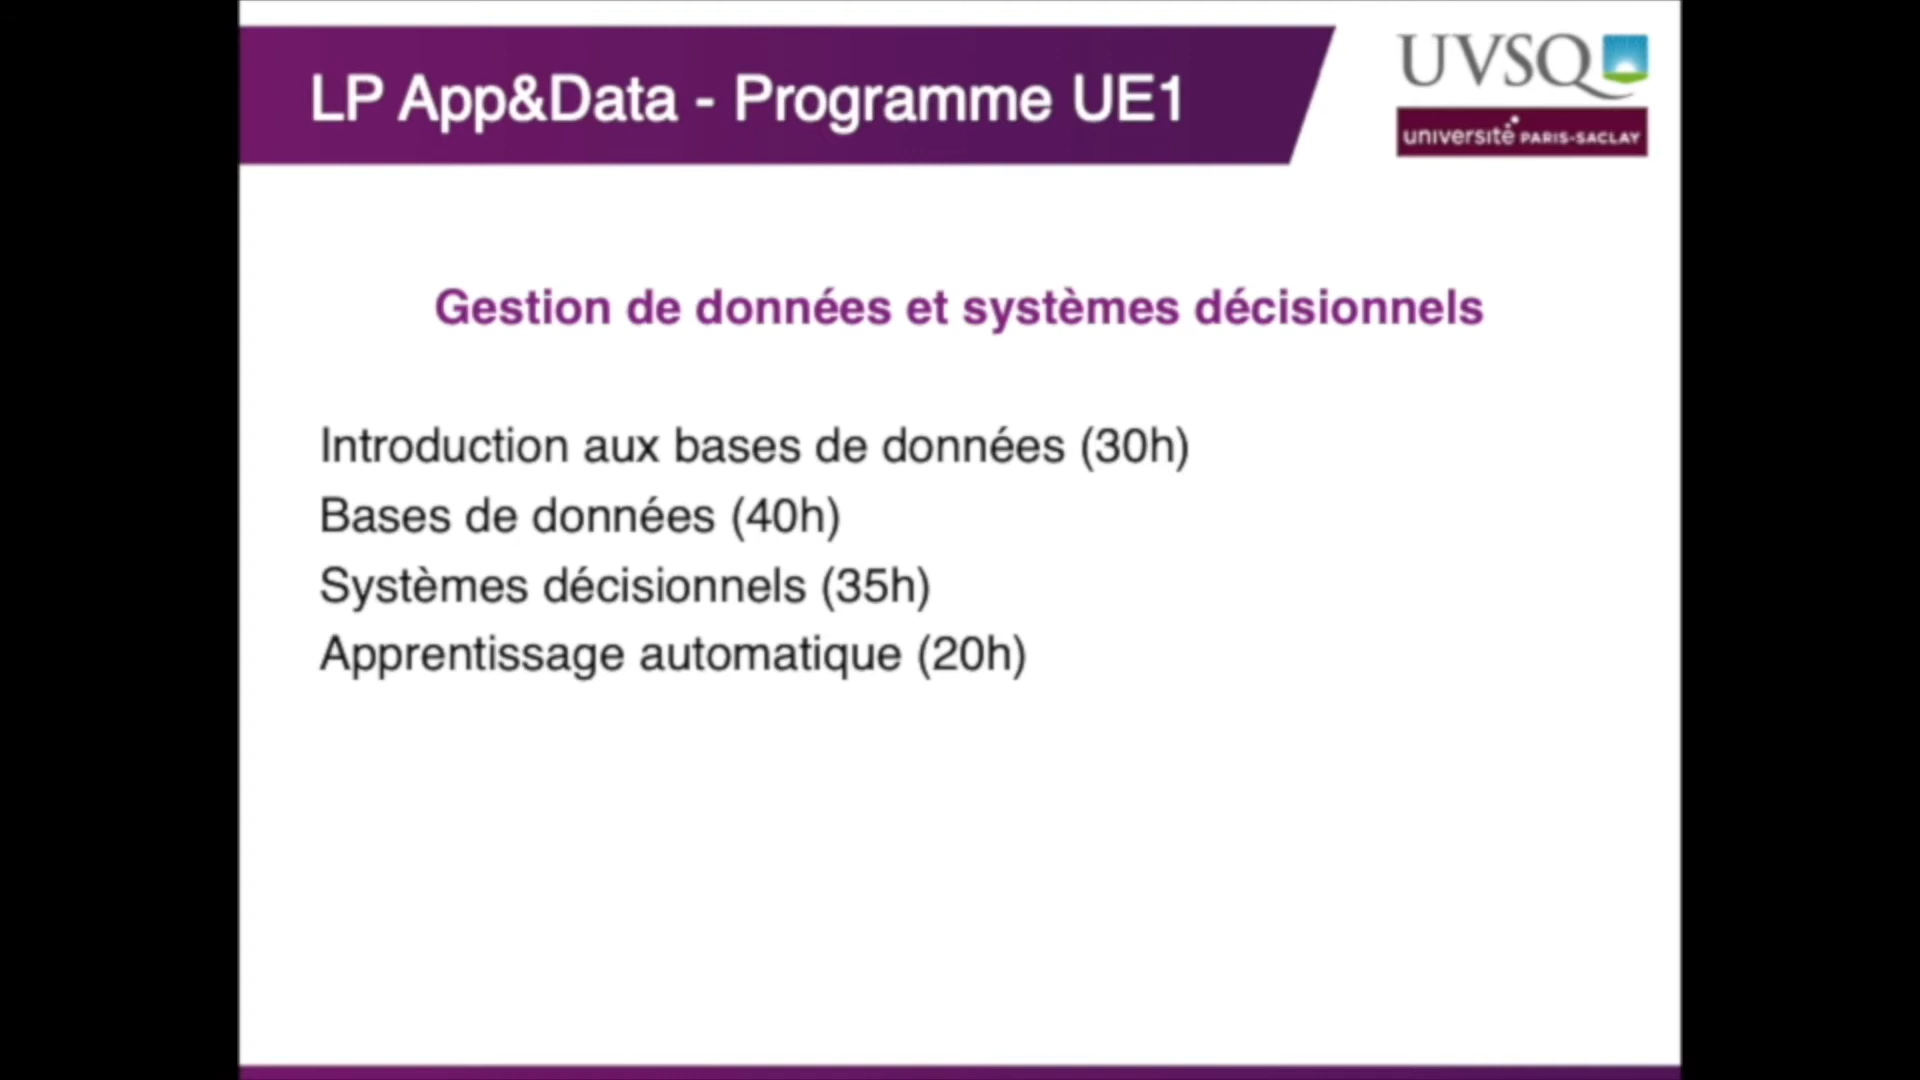 LP App&Data - Programme UE1
UVSQ
université PARIS-SACLAY
Gestion de données et systèmes décisionnels
Introduction aux bases de données (30h)
Bases de données (40h)
Systèmes décisionnels (35h)
Apprentissage automatique (20h)